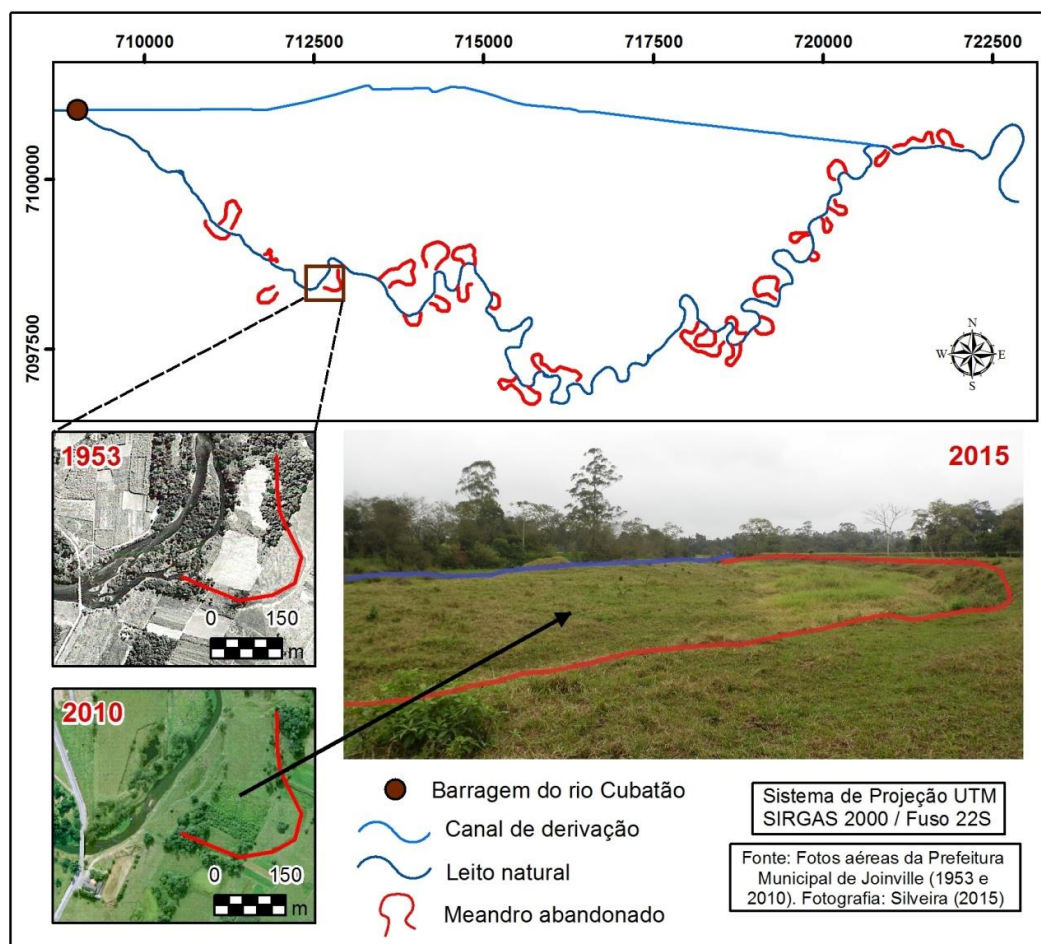 710000 712500 715000 717500 720000 722500
7100000
7097500
N
W E
S
1953
0 150
m
2015
2010
0 150
m
Barragem do rio Cubatão
Canal de derivação
Leito natural
Meandro abandonado
Sistema de Projeção UTM
SIRGAS 2000 / Fuso 22S
Fonte: Fotos aéreas da Prefeitura
Municipal de Joinville (1953 e
2010). Fotografia: Silveira (2015)